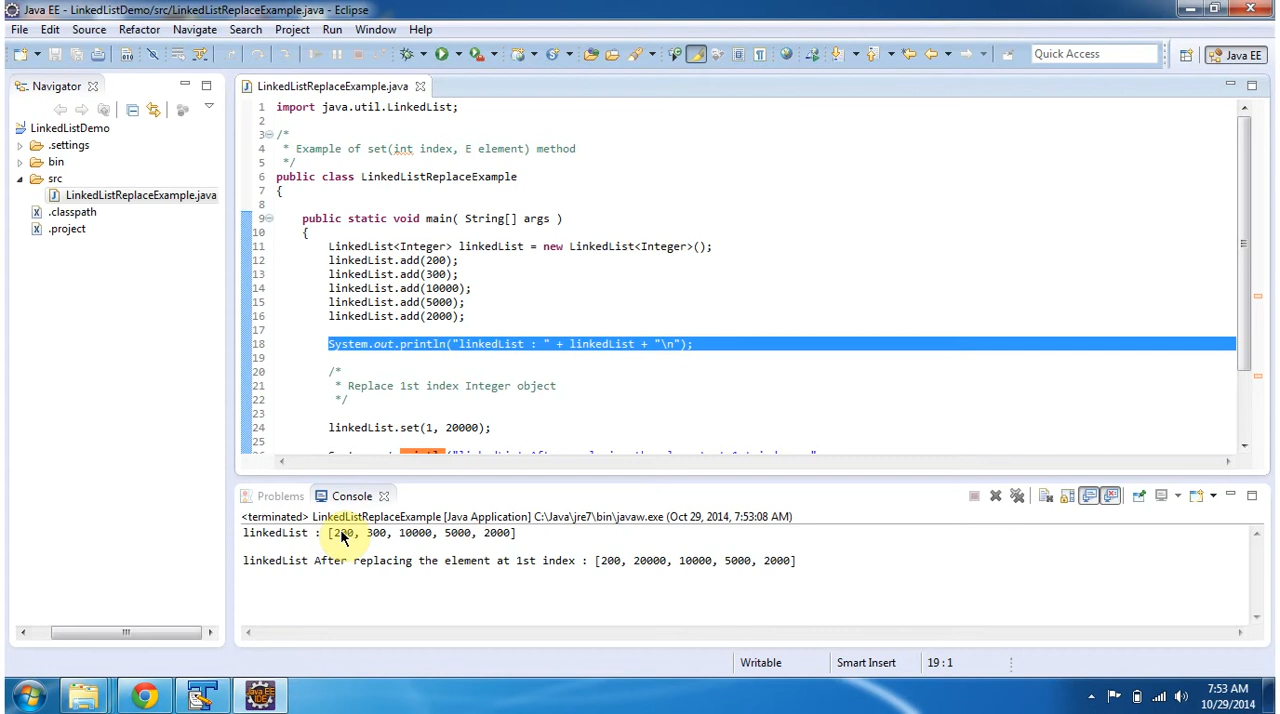 Java EE - LinkedListDemo/src/LinkedListReplaceExample.java - Eclipse
File Edit Source Refactor Navigate Search Project Run Window Help
Quick Access
Java EE
Navigator
LinkedListReplaceExample.java
LinkedListDemo
.settings
bin
src
LinkedListReplaceExample.java
.classpath
.project
1 import java.util.LinkedList;
2
3 /*
4 * Example of set(int index, E element) method
5 */
6 public class LinkedListReplaceExample
7 {
8
9 public static void main( String[] args )
10 {
11 LinkedList<Integer> linkedList = new LinkedList<Integer>();
12 linkedList.add(200);
13 linkedList.add(300);
14 linkedList.add(10000);
15 linkedList.add(5000);
16 linkedList.add(2000);
17
18 System.out.println("linkedList : " + linkedList + "\n");
19
20 /*
21 * Replace 1st index Integer object
22 */
23
24 linkedList.set(1, 20000);
25
Problems Console
<terminated> LinkedListReplaceExample [Java Application] C:\Java\jre7\bin\javaw.exe (Oct 29, 2014, 7:53:08 AM)
linkedList : [200, 300, 10000, 5000, 2000]
linkedList After replacing the element at 1st index : [200, 20000, 10000, 5000, 2000]
Writable Smart Insert 19 : 1
Java EE
IDE
7:53 AM
10/29/2014